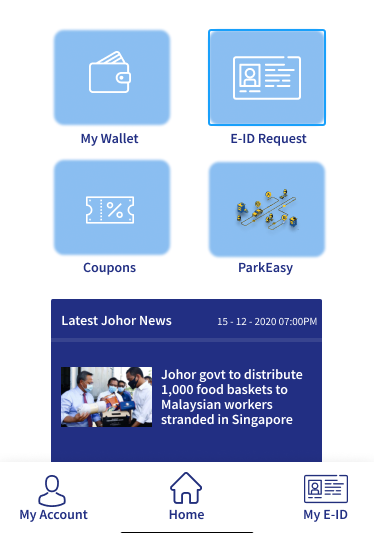 My Wallet
E-ID Request
Coupons
ParkEasy
Latest Johor News
15 - 12 - 2020 07:00PM
Johor govt to distribute
1,000 food baskets to
Malaysian workers
stranded in Singapore
My Account
Home
My E-ID